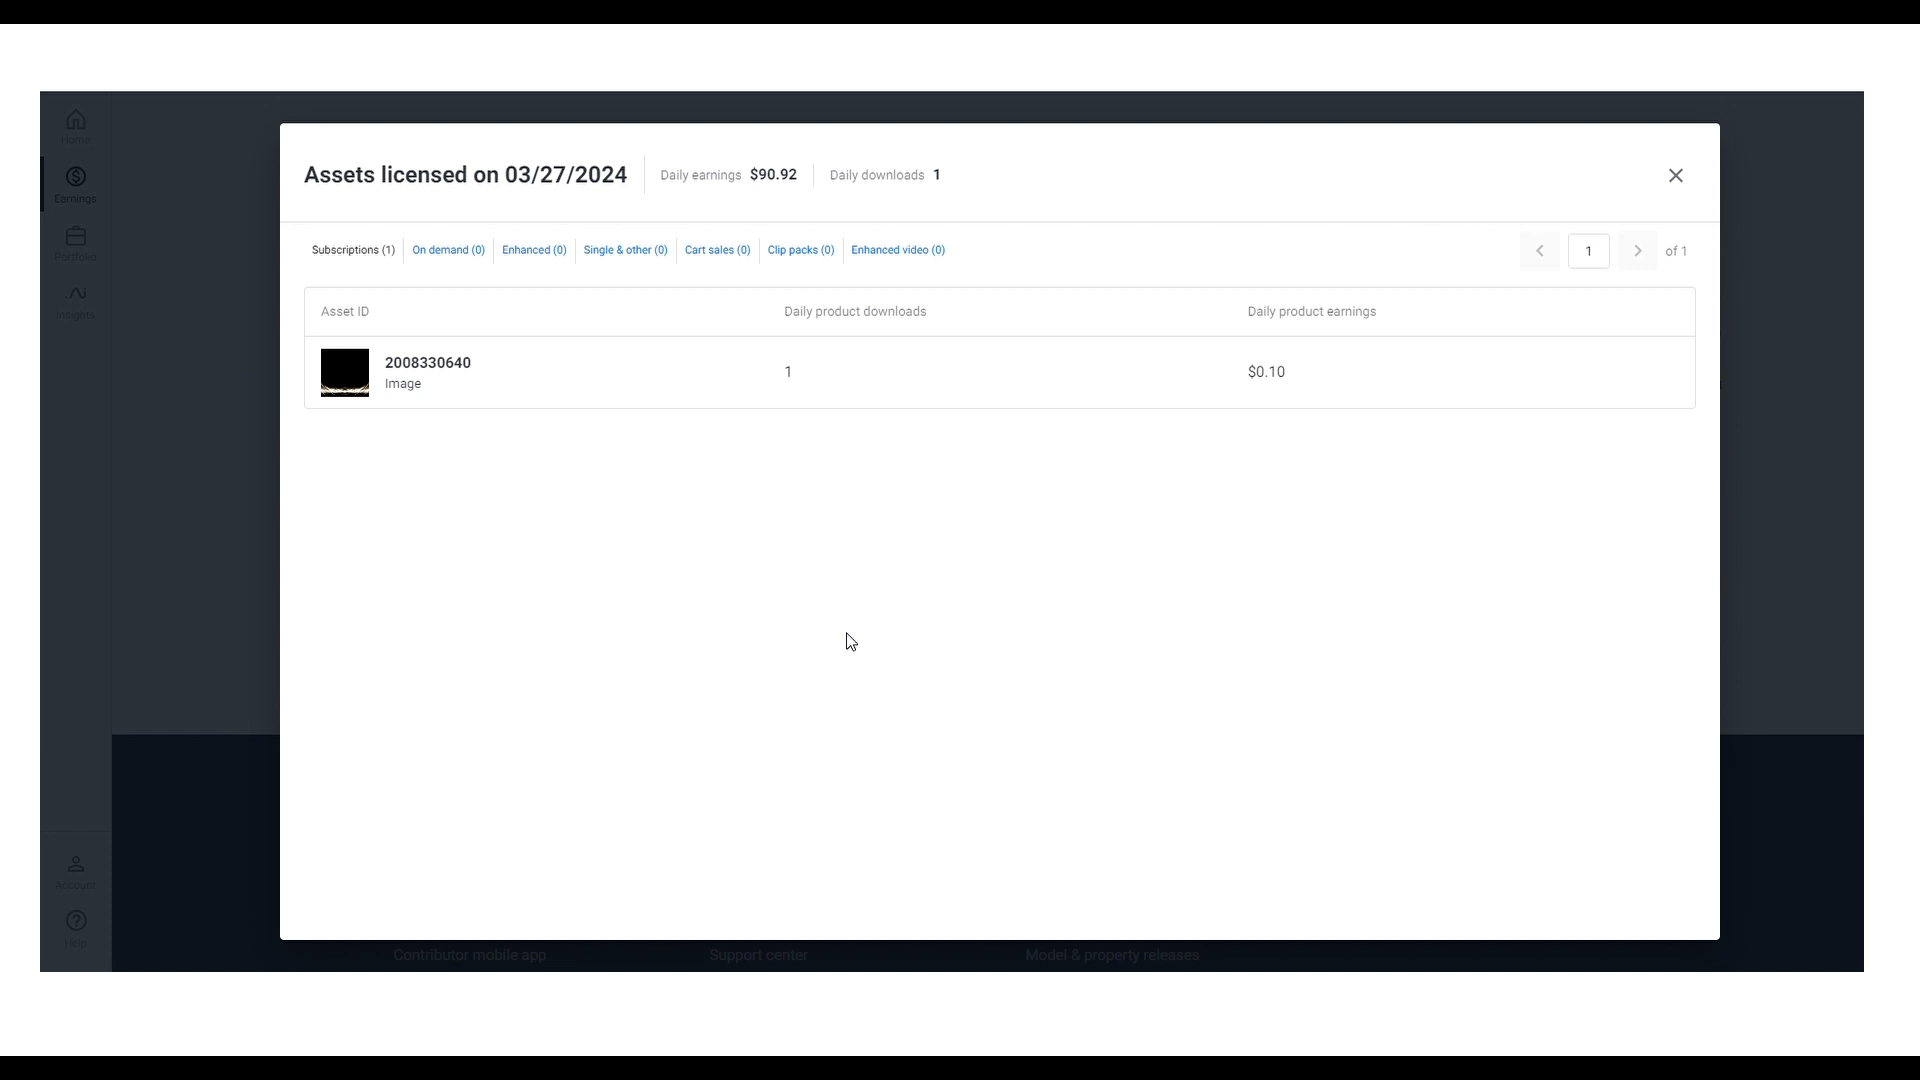 Home
Earnings
Portfolio
Insights
Account
Help
Assets licensed on 03/27/2024 Daily earnings $90.92 Daily downloads 1
Subscriptions (1) On demand (0) Enhanced (0) Single & other (0) Cart sales (0) Clip packs (0) Enhanced video (0) 1 of 1
Asset ID Daily product downloads Daily product earnings
2008330640
Image 1 $0.10
Contributor mobile app Support center Model & property releases